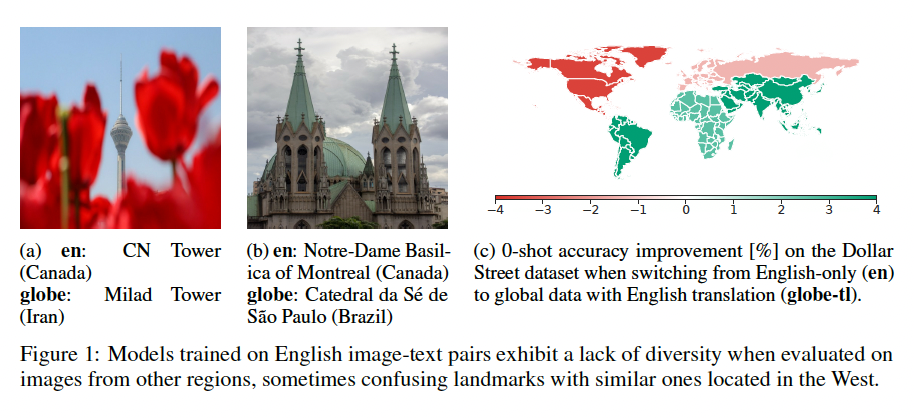 −4 −3 −2 −1 0 1 2 3 4
(a) en: CN Tower
(Canada)
globe: Milad Tower
(Iran)
(b) en: Notre-Dame Basil-
ica of Montreal (Canada)
globe: Catedral da Sé de
São Paulo (Brazil)
(c) 0-shot accuracy improvement [%] on the Dollar
Street dataset when switching from English-only (en)
to global data with English translation (globe-tl).
Figure 1: Models trained on English image-text pairs exhibit a lack of diversity when evaluated on
images from other regions, sometimes confusing landmarks with similar ones located in the West.